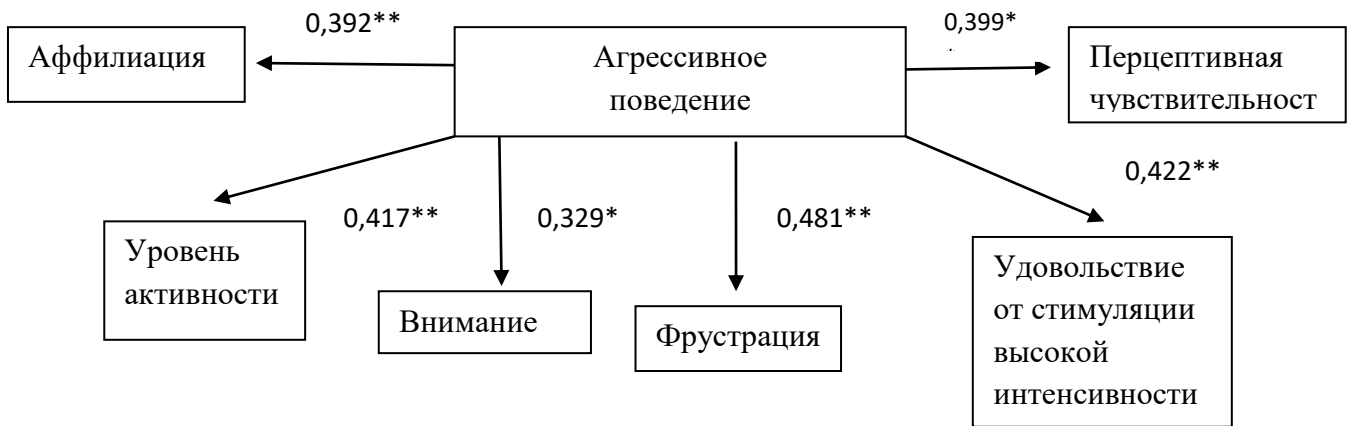 0,392**
0,399*
*
Аффилиация
Агрессивное
поведение
Перцептивная
чувствительност
0,422**
0,417**
0,329*
0,481**
Уровень
активности
Внимание
Фрустрация
Удовольствие
от стимуляции
высокой
интенсивности